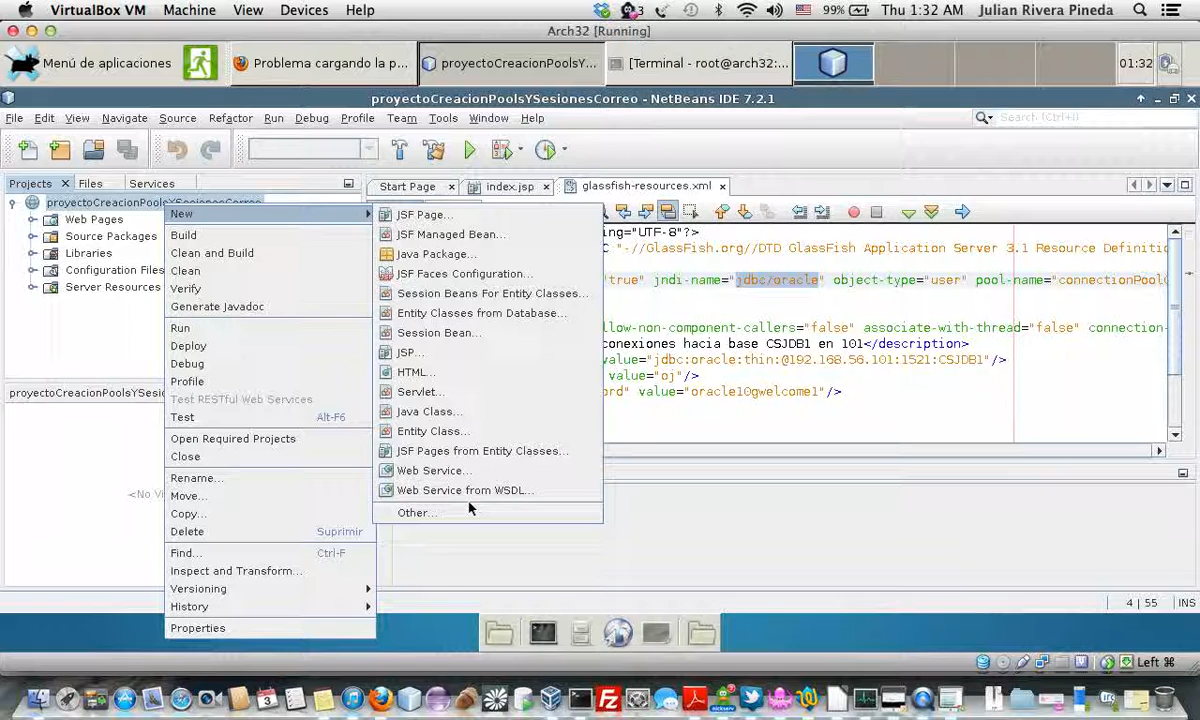 VirtualBox VM Machine View Devices Help 3 99% Thu 1:32 AM Julian Rivera Pineda
Arch32 [Running]
Menú de aplicaciones Problema cargando la p... proyectoCreacionPoolsY... [Terminal - root@arch32:... 01:32
proyectoCreacionPoolsYSesionesCorreo - NetBeans IDE 7.2.1
File Edit View Navigate Source Refactor Run Debug Profile Team Tools Window Help Search (Ctrl+I)
Projects Files Services Start Page index.jsp glassfish-resources.xml
proyectoCreacionPoolsYSesionesCorreo
Web Pages
Source Packages
Libraries
Configuration Files
Server Resources
proyectoCreacionPoolsYSesi
<No Vi
New
Build
Clean and Build
Clean
Verify
Generate Javadoc
Run
Deploy
Debug
Profile
Test RESTful Web Services
Test Alt-F6
Open Required Projects
Close
Rename...
Move...
Copy...
Delete Suprimir
Find... Ctrl-F
Inspect and Transform...
Versioning
History
Properties
JSF Page...
JSF Managed Bean...
Java Package...
JSF Faces Configuration...
Session Beans For Entity Classes...
Entity Classes from Database...
Session Bean...
JSP...
HTML...
Servlet...
Java Class...
Entity Class...
JSF Pages from Entity Classes...
Web Service...
Web Service from WSDL...
Other...
ing="UTF-8"?>
C "-//GlassFish.org//DTD GlassFish Application Server 3.1 Resource Definitio
"true" jndi-name="jdbc/oracle" object-type="user" pool-name="connectionPoolO
llow-non-component-callers="false" associate-with-thread="false" connection-
conexiones hacia base CSJDB1 en 101</description>
value="jdbc:oracle:thin:@192.168.56.101:1521:CSJDB1"/>
value="oj"/>
rd" value="oracle10gwelcome1"/>
4 | 55 INS
Left ⌘